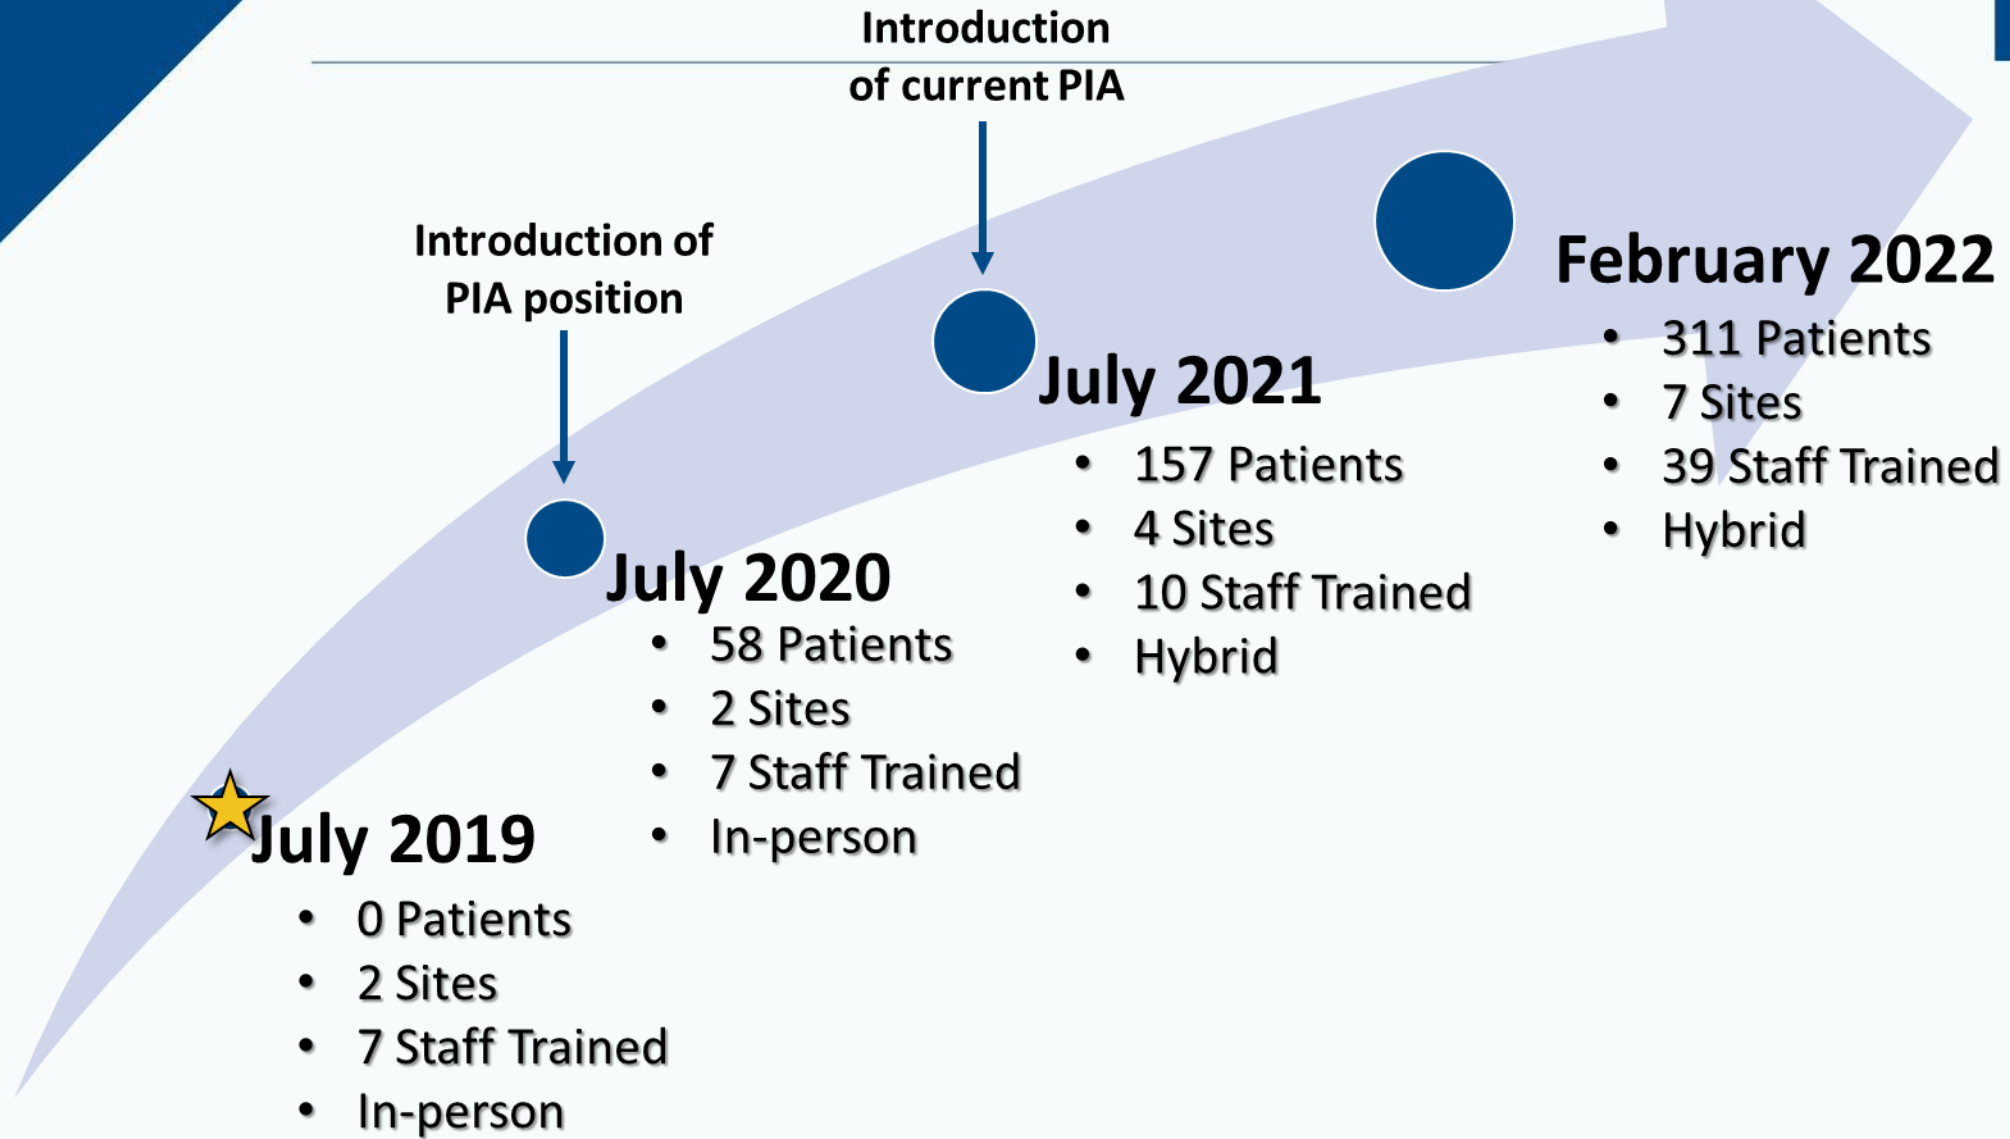 Introduction
of current PIA
Introduction of
PIA position
February 2022
• 311 Patients
• 7 Sites
• 39 Staff Trained
• Hybrid
July 2021
• 157 Patients
• 4 Sites
• 10 Staff Trained
• Hybrid
July 2020
• 58 Patients
• 2 Sites
• 7 Staff Trained
• In-person
July 2019
• 0 Patients
• 2 Sites
• 7 Staff Trained
• In-person